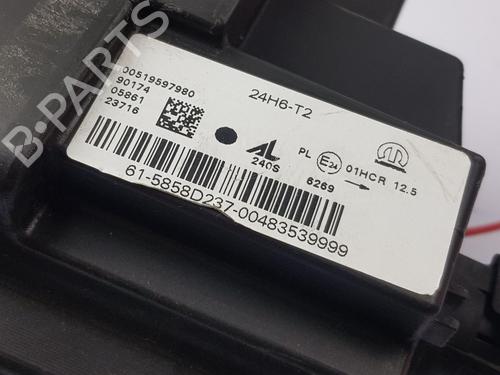 00519597980
90174
05861
23716
24H6-T2
AL
240S
PL E24 01HCR 12.5
6269
61-5858D237-00483539999
B-PARTS